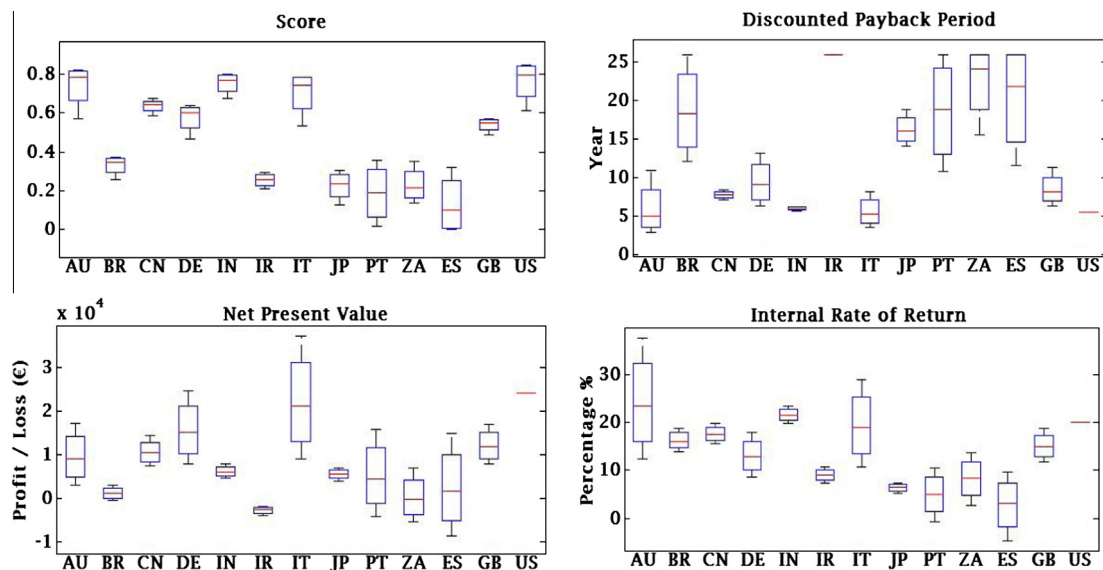 Score
0.8
0.6
0.4
0.2
0
AU BR CN DE IN IR IT JP PT ZA ES GB US
Discounted Payback Period
Year
25
20
15
10
5
0
AU BR CN DE IN IR IT JP PT ZA ES GB US
x 10^4
Net Present Value
Profit / Loss (€)
3
2
1
0
-1
AU BR CN DE IN IR IT JP PT ZA ES GB US
Internal Rate of Return
Percentage %
30
20
10
0
AU BR CN DE IN IR IT JP PT ZA ES GB US